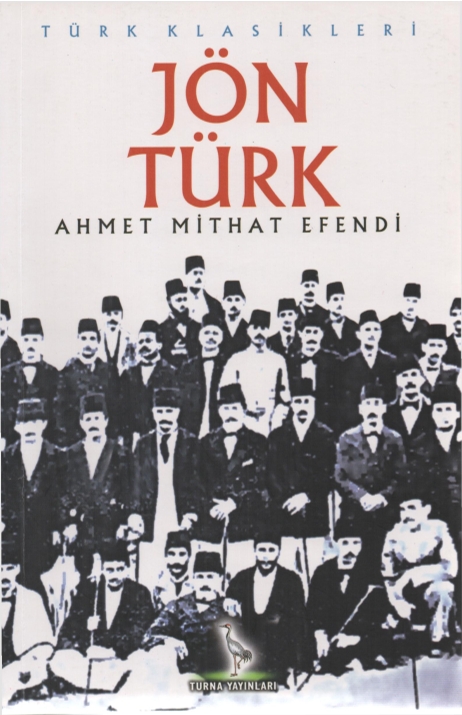 TÜRK KLASİKLERİ
JÖN
TÜRK
AHMET MİTHAT EFENDİ
TURNA YAYINLARI